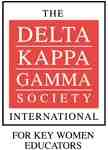 THE
DELTA
KAPPA
GAMMA
SOCIETY
INTERNATIONAL
FOR KEY WOMEN
EDUCATORS